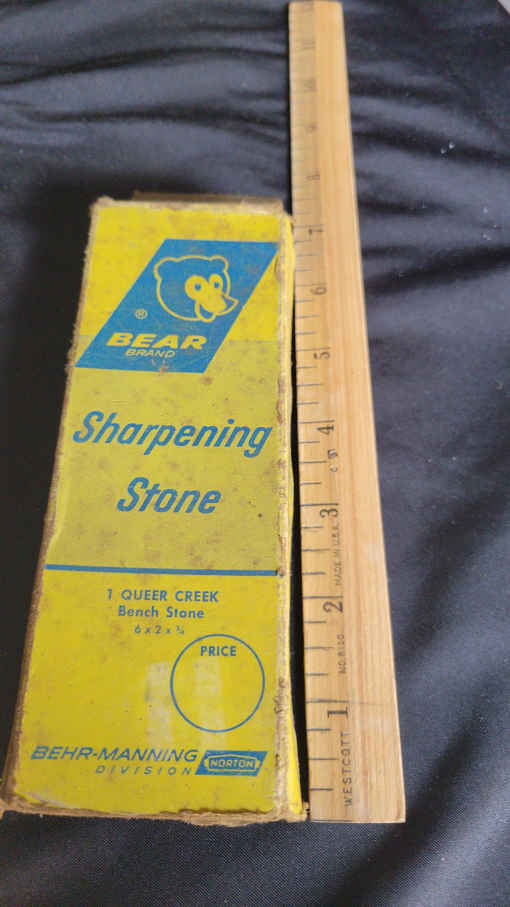 ®
BEAR
BRAND
Sharpening
Stone
1 QUEER CREEK
Bench Stone
6 x 2 x ¾
PRICE
BEHR-MANNING
DIVISION
NORTON
8
7
6
5
4
3
MADE IN U.S.A.
2
1
WESTCOTT